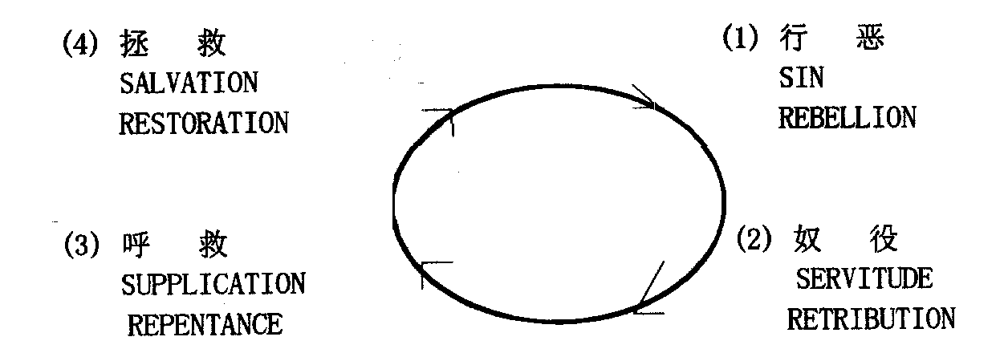 (1) 行 恶
SIN
REBELLION
(2) 奴 役
SERVITUDE
RETRIBUTION
(3) 呼 救
SUPPLICATION
REPENTANCE
(4) 拯 救
SALVATION
RESTORATION